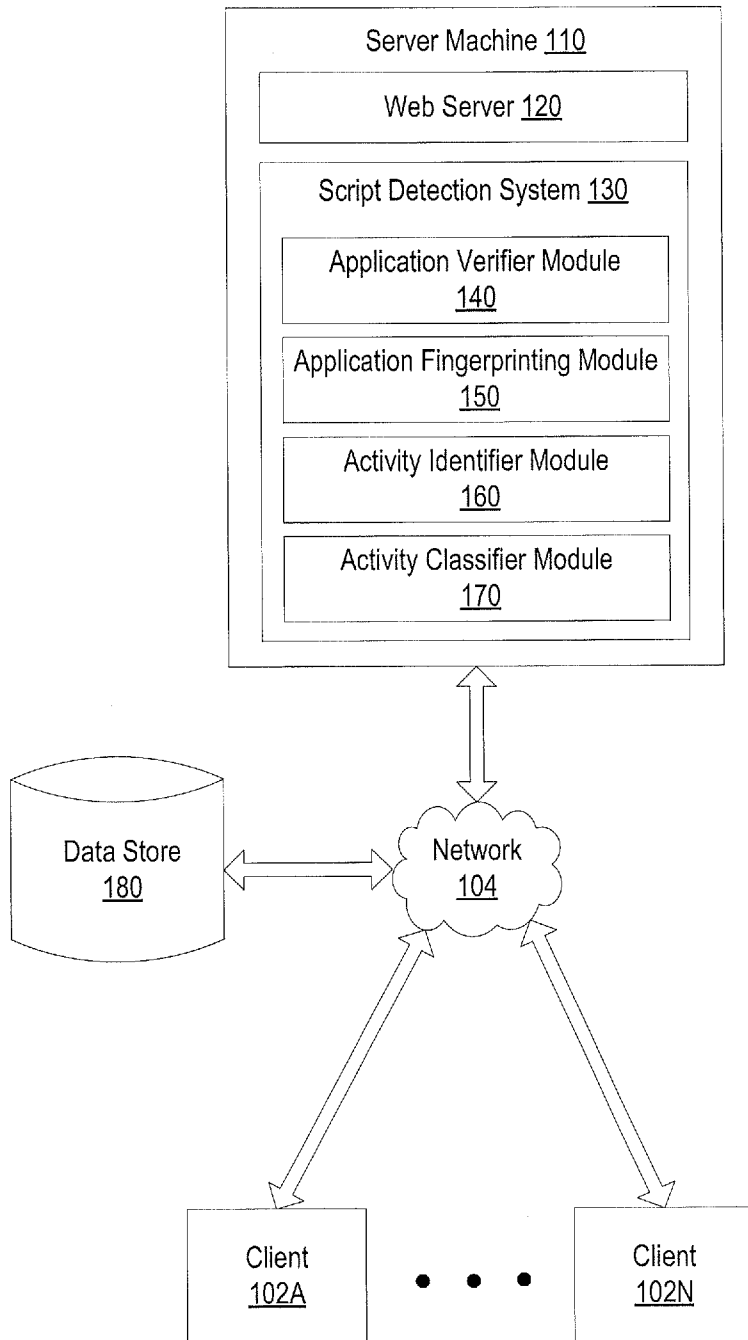 Server Machine 110
Web Server 120
Script Detection System 130
Application Verifier Module
140
Application Fingerprinting Module
150
Activity Identifier Module
160
Activity Classifier Module
170
Data Store
180
Network
104
Client
102A
Client
102N